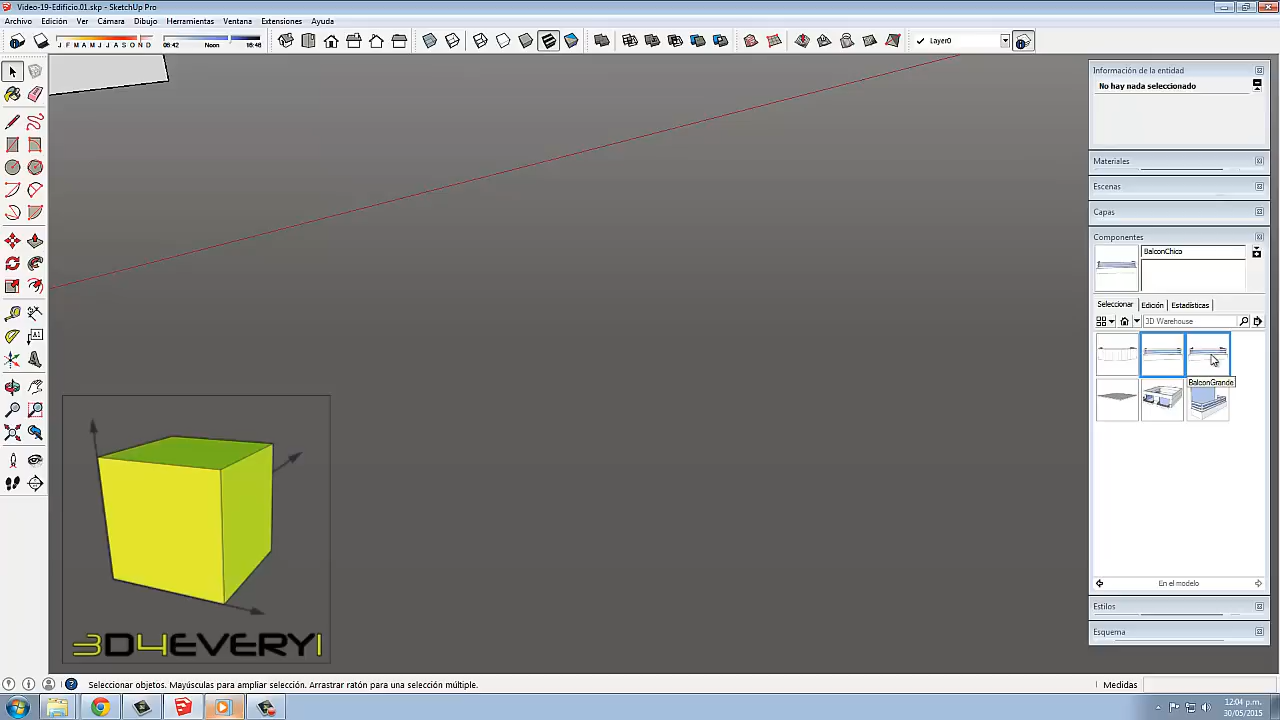 Video-19-Edificio.01.skp - SketchUp Pro
Archivo Edición Ver Cámara Dibujo Herramientas Ventana Extensiones Ayuda
J F M A M J J A S O N D 06:42 Noon 18:46
Layer0
Información de la entidad
No hay nada seleccionado
Materiales
Escenas
Capas
Componentes
BalconChico
Seleccionar Edición Estadísticas
3D Warehouse
BalconGrande
En el modelo
Estilos
Esquema
3D4EVERY1
Seleccionar objetos. Mayúsculas para ampliar selección. Arrastrar ratón para una selección múltiple.
Medidas
12:04 p.m.
30/05/2015